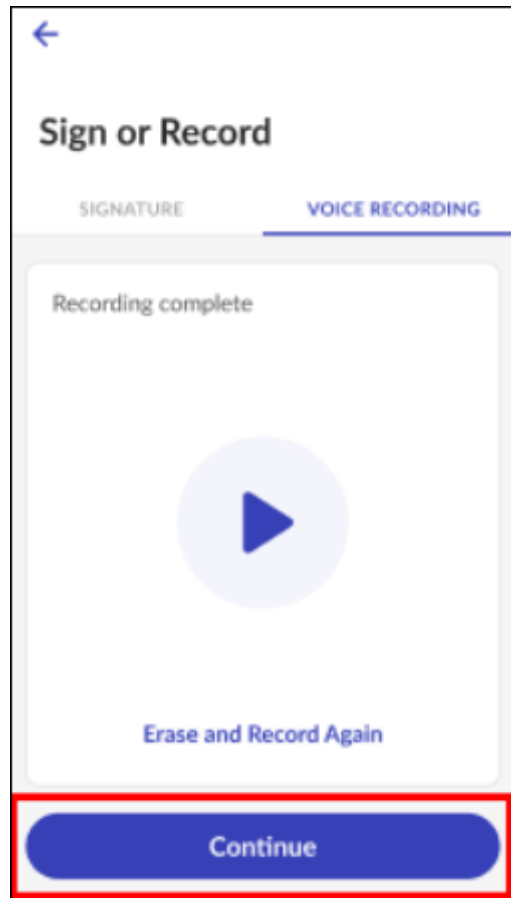 Sign or Record
SIGNATURE VOICE RECORDING
Recording complete
Erase and Record Again
Continue